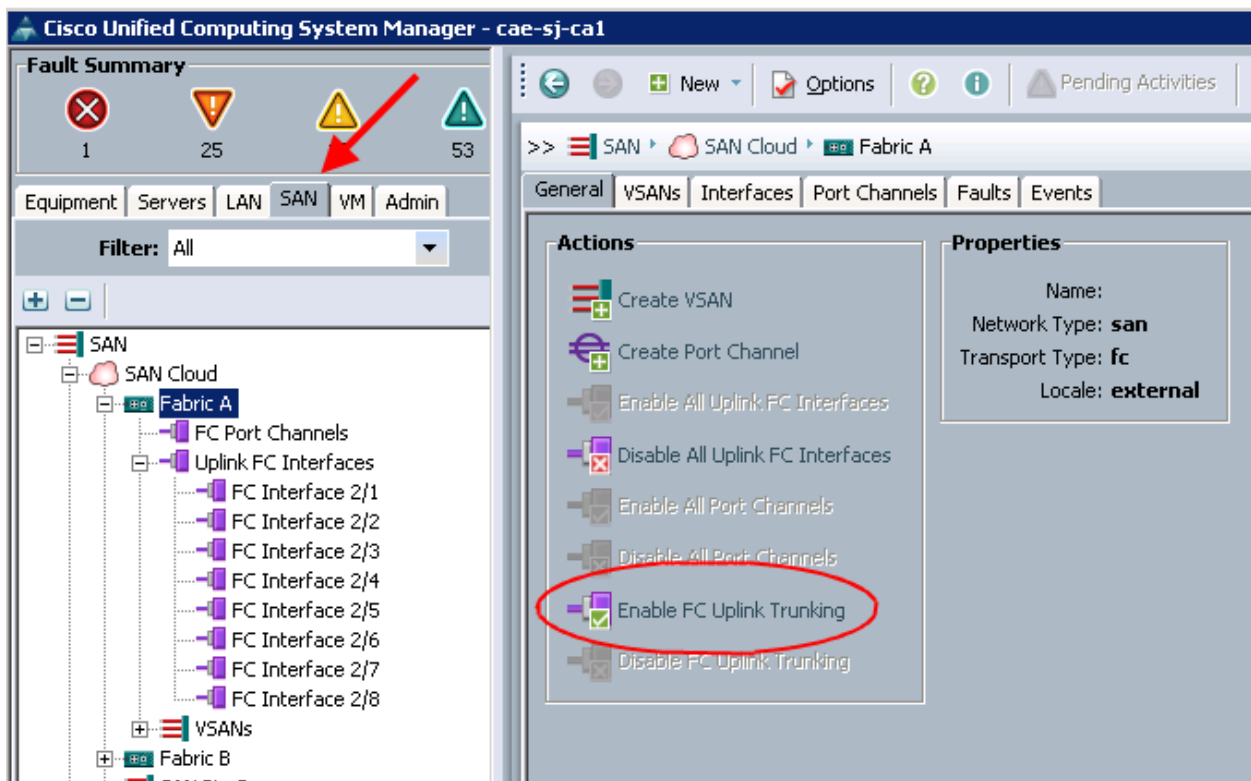 Cisco Unified Computing System Manager - cae-sj-ca1
Fault Summary
1 25 53
Equipment Servers LAN SAN VM Admin
Filter: All
SAN
SAN Cloud
Fabric A
FC Port Channels
Uplink FC Interfaces
FC Interface 2/1
FC Interface 2/2
FC Interface 2/3
FC Interface 2/4
FC Interface 2/5
FC Interface 2/6
FC Interface 2/7
FC Interface 2/8
VSANs
Fabric B
New Options Pending Activities
>> SAN SAN Cloud Fabric A
General VSANs Interfaces Port Channels Faults Events
Actions
Create VSAN
Create Port Channel
Enable All Uplink FC Interfaces
Disable All Uplink FC Interfaces
Enable All Port Channels
Disable All Port Channels
Enable FC Uplink Trunking
Disable FC Uplink Trunking
Properties
Name:
Network Type: san
Transport Type: fc
Locale: external